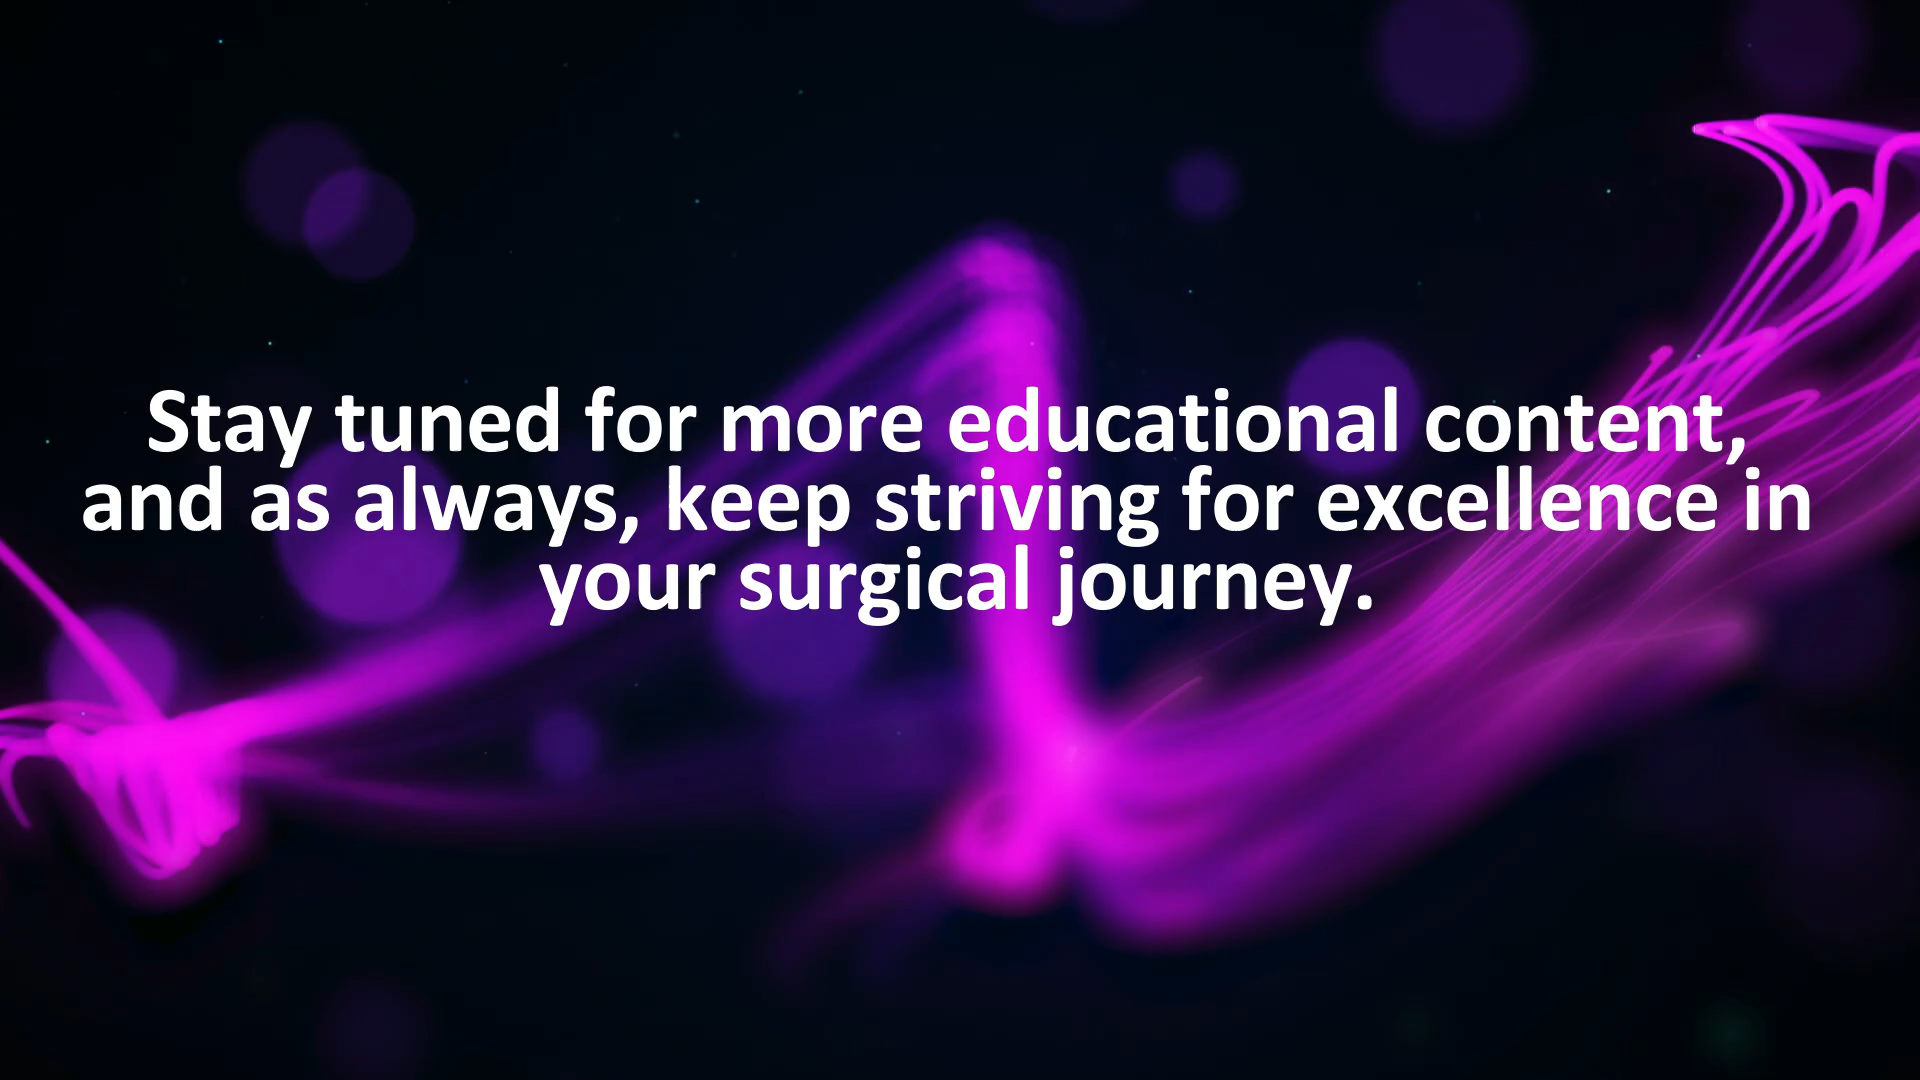 Stay tuned for more educational content,
and as always, keep striving for excellence in
your surgical journey.